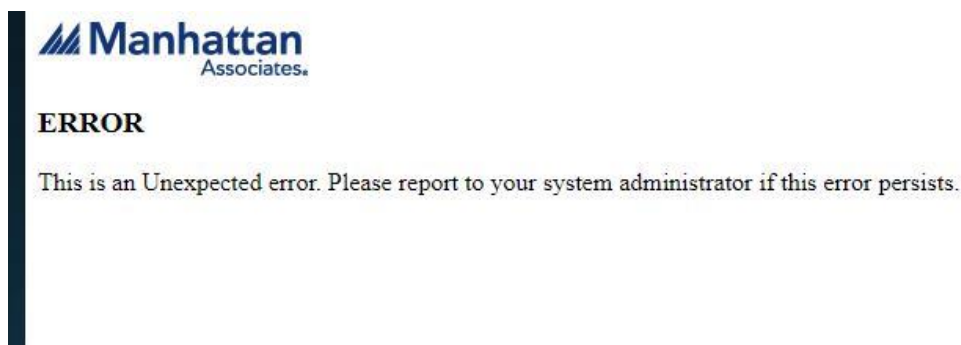 Manhattan
Associates.
ERROR
This is an Unexpected error. Please report to your system administrator if this error persists.